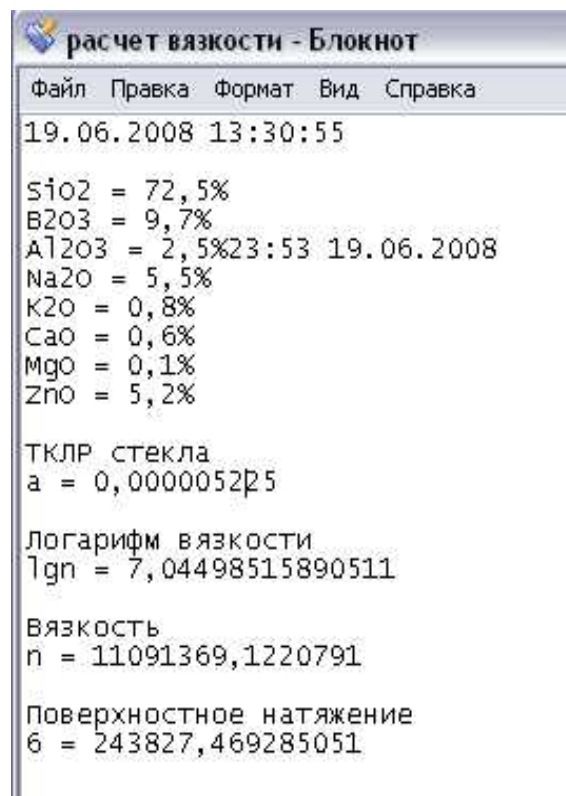 расчет вязкости - Блокнот
Файл Правка Формат Вид Справка
19.06.2008 13:30:55
SiO2 = 72,5%
B2O3 = 9,7%
Al2O3 = 2,5%23:53 19.06.2008
Na2O = 5,5%
K2O = 0,8%
CaO = 0,6%
MgO = 0,1%
ZnO = 5,2%
ТКЛР стекла
a = 0,000005225
Логарифм вязкости
lgn = 7,04498515890511
Вязкость
n = 11091369,1220791
Поверхностное натяжение
6 = 243827,469285051